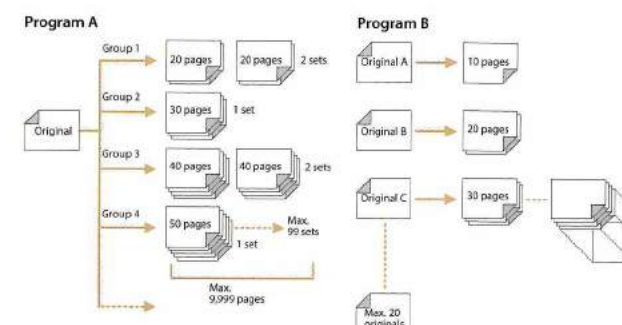 Program A
Original
Group 1
20 pages
20 pages
2 sets
Group 2
30 pages
1 set
Group 3
40 pages
40 pages
2 sets
Group 4
50 pages
1 set
Max.
99 sets
Max.
9,999 pages
Program B
Original A
10 pages
Original B
20 pages
Original C
30 pages
Max. 20
originals